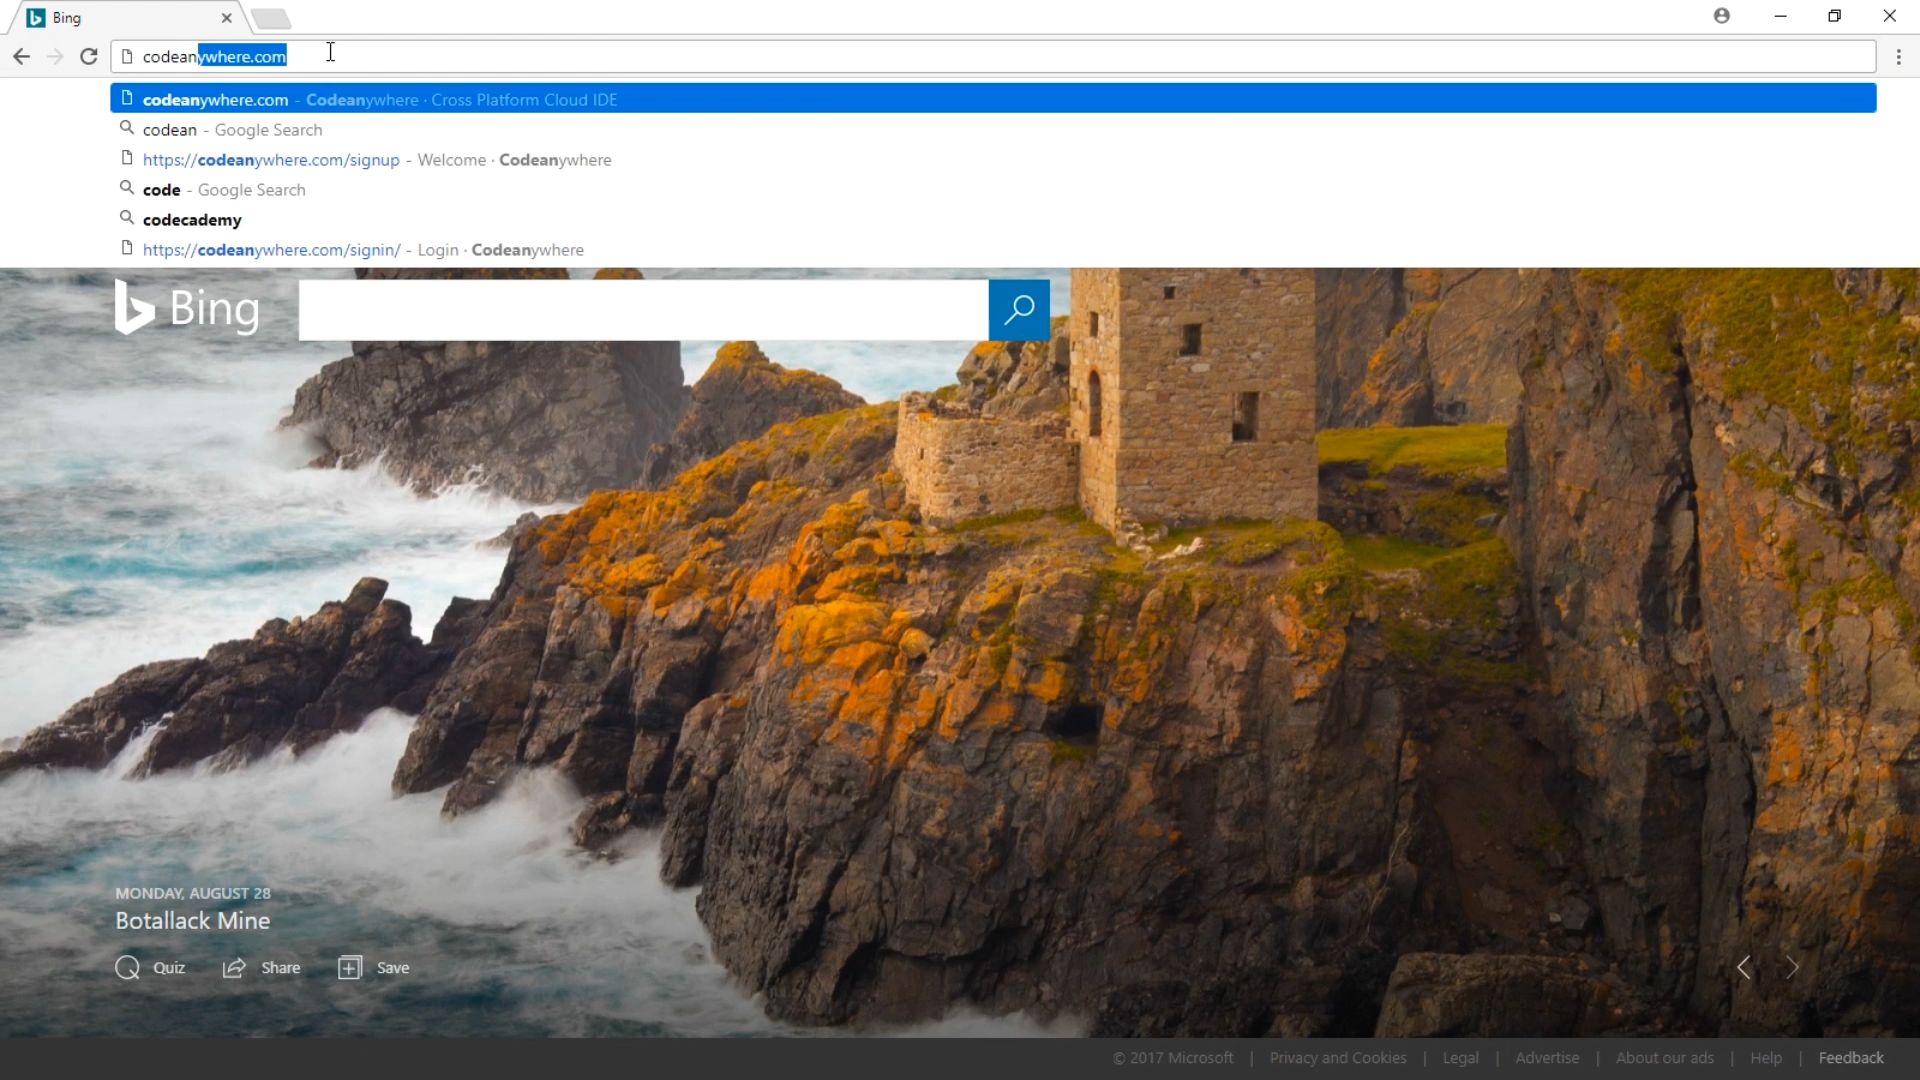 Bing
codeanywhere.com
codeanywhere.com - Codeanywhere · Cross Platform Cloud IDE
codean - Google Search
https://codeanywhere.com/signup - Welcome · Codeanywhere
code - Google Search
codecademy
https://codeanywhere.com/signin/ - Login · Codeanywhere
Bing
MONDAY, AUGUST 28
Botallack Mine
Quiz Share Save
© 2017 Microsoft | Privacy and Cookies | Legal | Advertise | About our ads | Help | Feedback